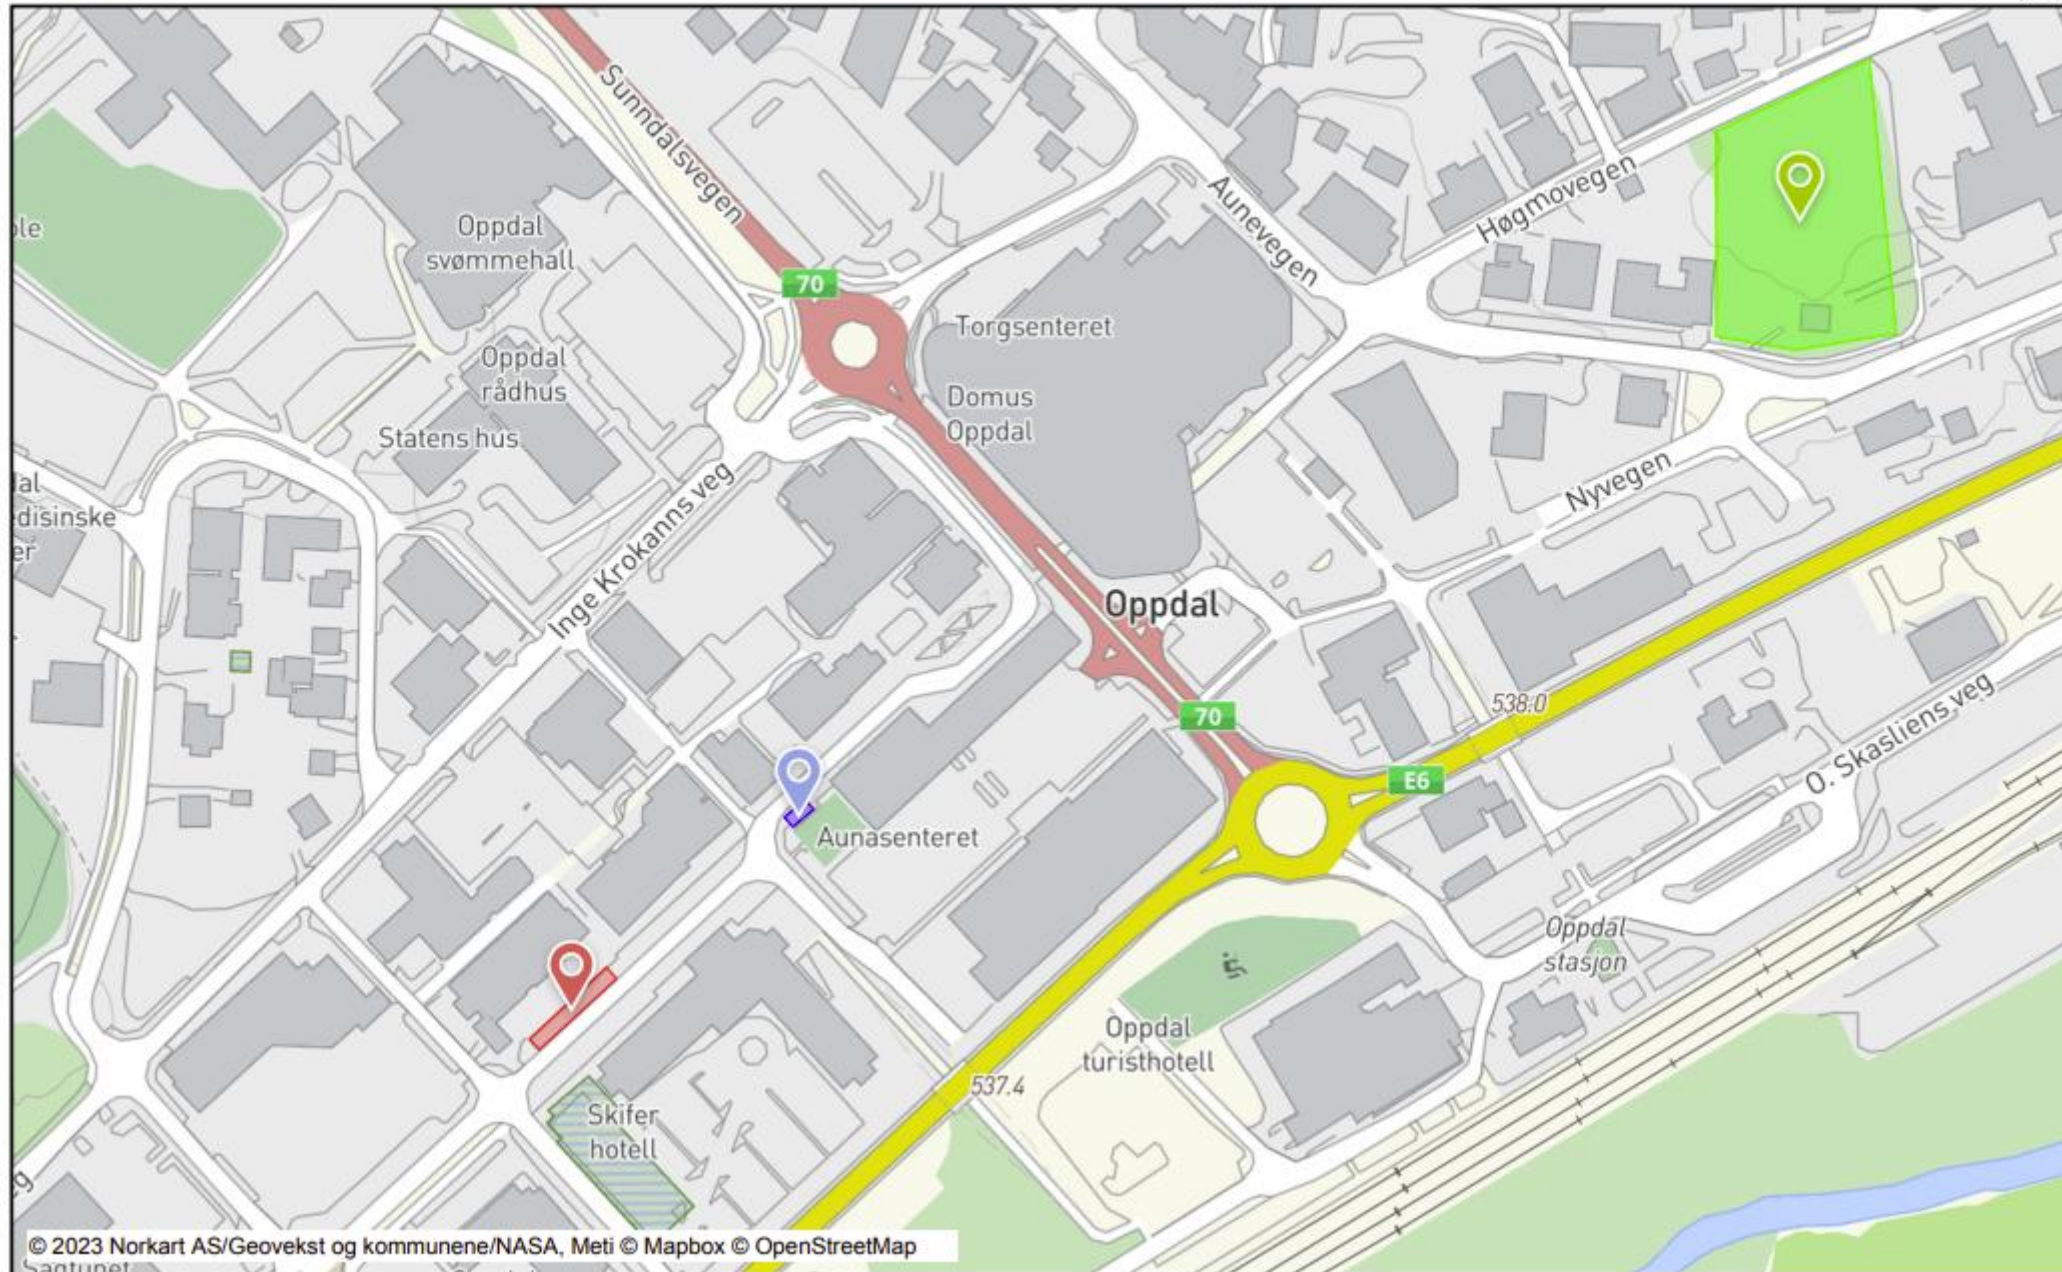 Sunndalsvegen
Oppdal
svømmehall
Aunevegen
Høgmovegen
70
Torgsenteret
Oppdal
rådhus
Domus
Oppdal
Statens hus
Inge Krokanns veg
Nyvegen
Oppdal
538.0
70
E6
O. Skasliens veg
Aunasenteret
Oppdal
stasjon
Oppdal
turisthotell
537.4
Skifer
hotell
© 2023 Norkart AS/Geovekst og kommunene/NASA, Meti © Mapbox © OpenStreetMap